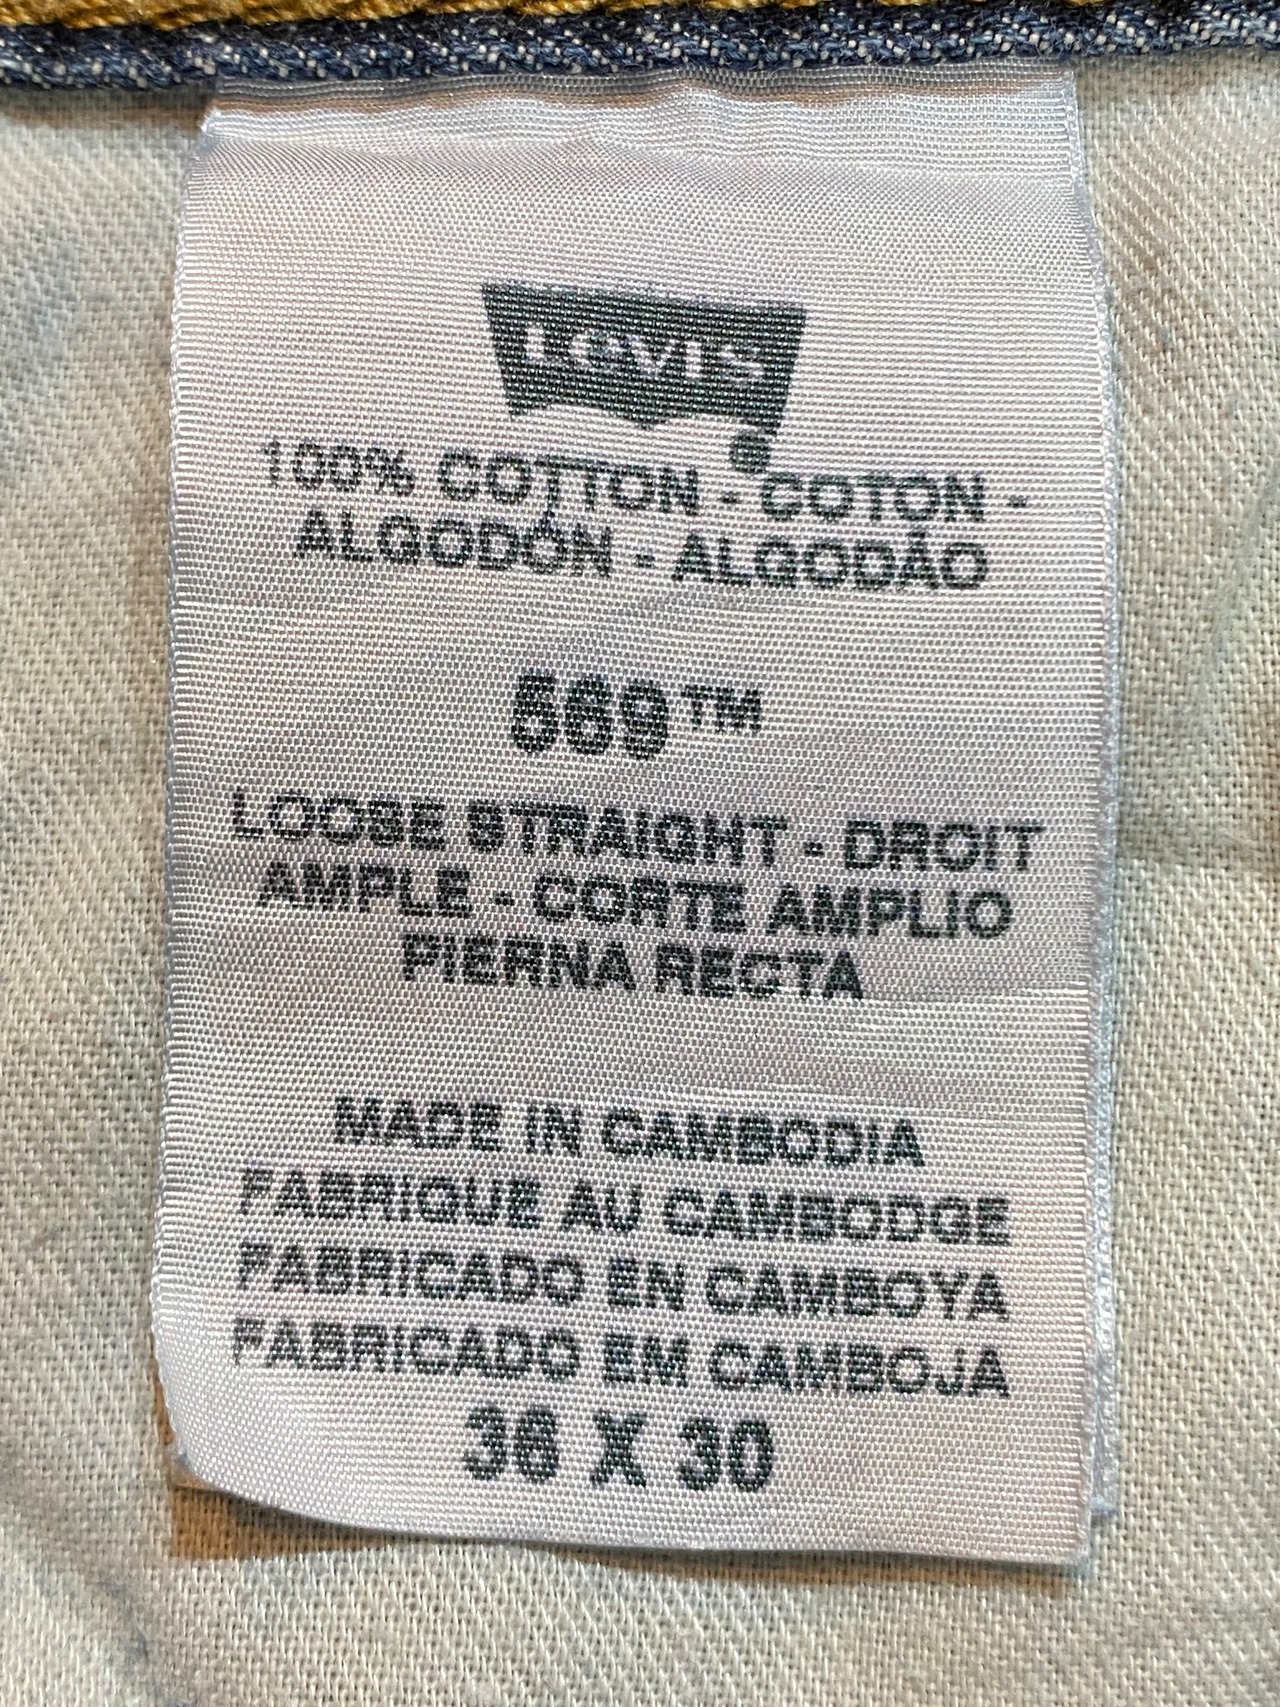 Levi's
100% COTTON - COTON -
ALGODÓN - ALGODÃO
569™
LOOSE STRAIGHT - DROIT
AMPLE - CORTE AMPLIO
PIERNA RECTA
MADE IN CAMBODIA
FABRIQUÉ AU CAMBODGE
FABRICADO EN CAMBOYA
FABRICADO EM CAMBOJA
36 X 30